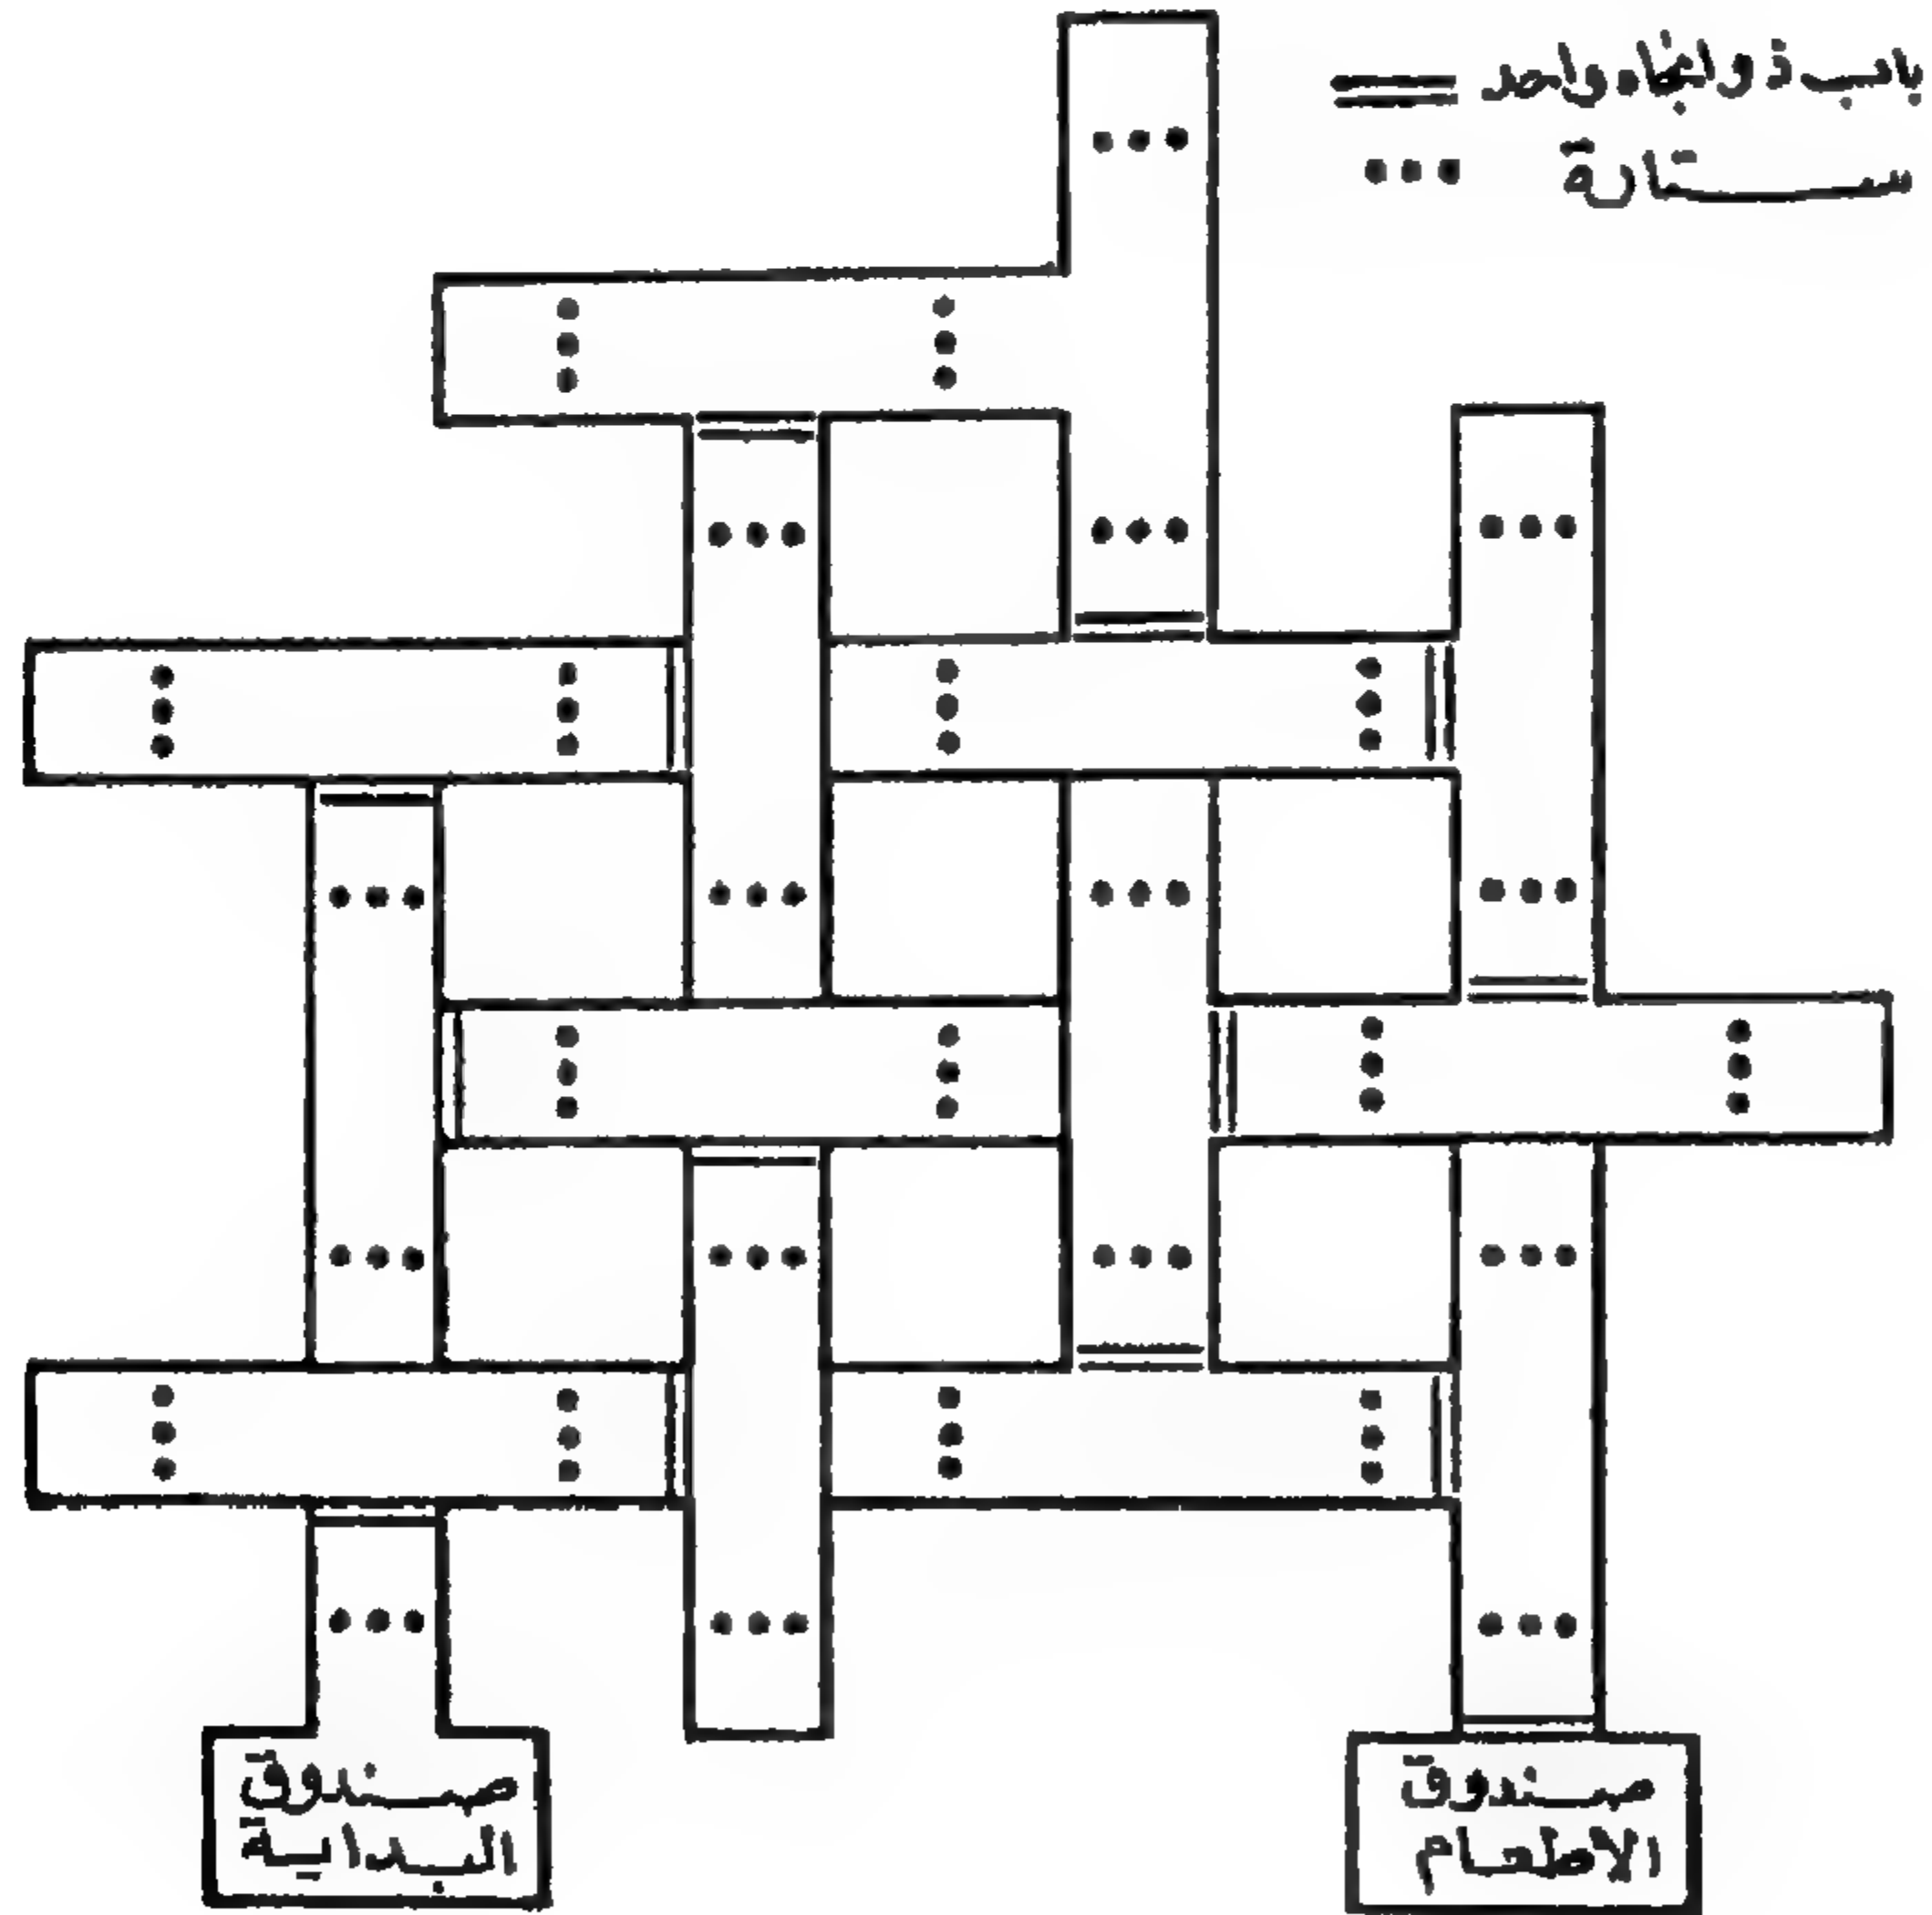 باب ذو اتجاه واحد
ستارة
صندوق
البداية
صندوق
الاطعام